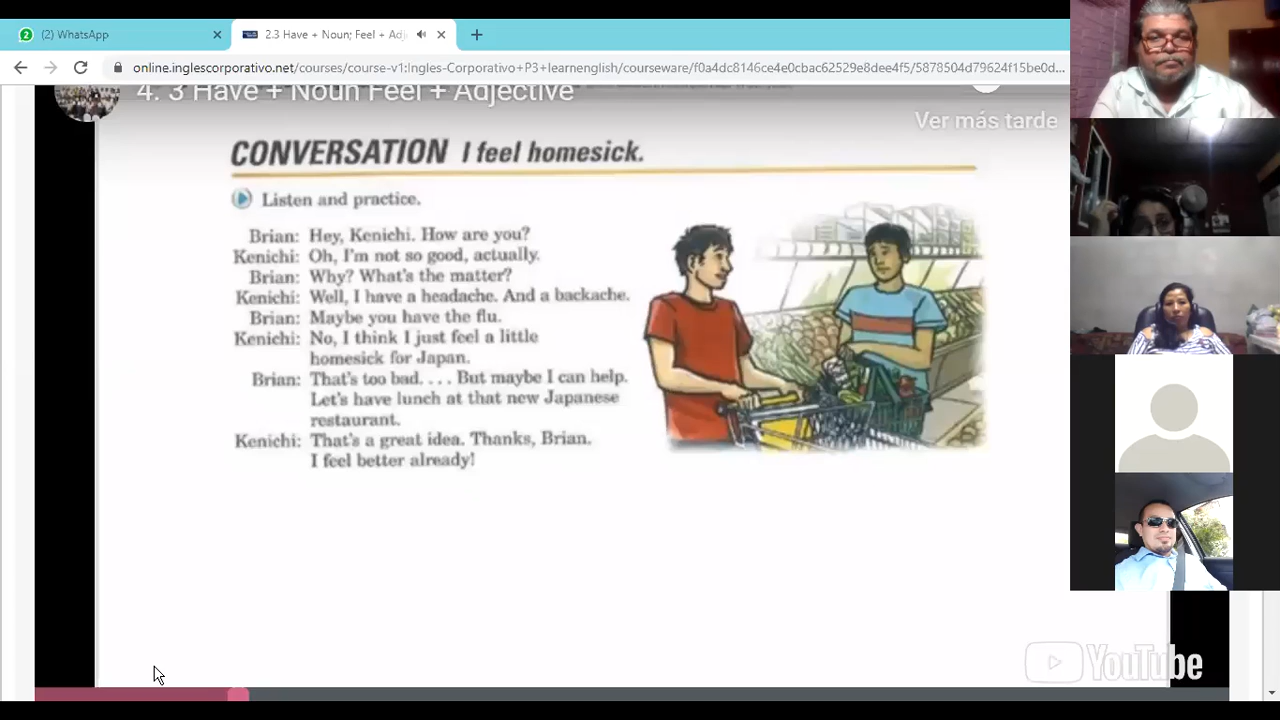 (2) WhatsApp
2.3 Have + Noun; Feel + Adj
online.inglescorporativo.net/courses/course-v1:Ingles-Corporativo+P3+learnenglish/courseware/f0a4dc8146ce4e0cbac62529e8dee4f5/5878504d79624f15be0d...
4. 3 Have + Noun Feel + Adjective
Ver más tarde
CONVERSATION I feel homesick.
Listen and practice.
Brian: Hey, Kenichi. How are you?
Kenichi: Oh, I'm not so good, actually.
Brian: Why? What's the matter?
Kenichi: Well, I have a headache. And a backache.
Brian: Maybe you have the flu.
Kenichi: No, I think I just feel a little
homesick for Japan.
Brian: That's too bad. . . . But maybe I can help.
Let's have lunch at that new Japanese
restaurant.
Kenichi: That's a great idea. Thanks, Brian.
I feel better already!
YouTube